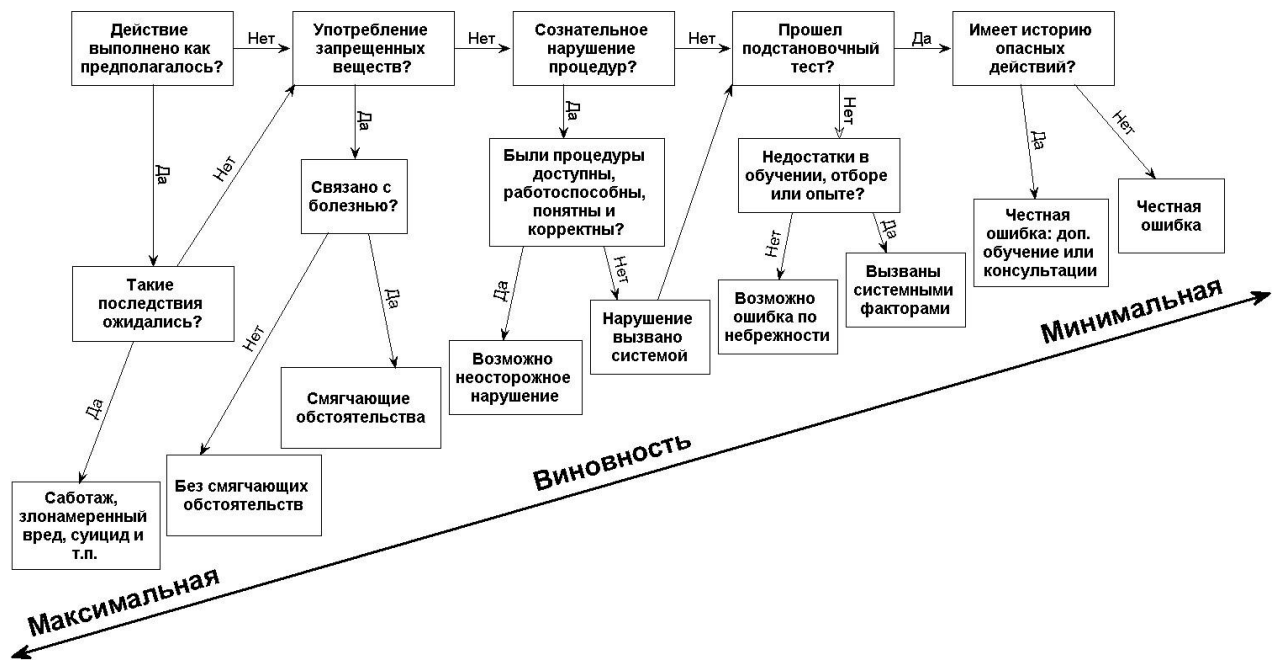 Действие
выполнено как
предполагалось?
Нет
Употребление
запрещенных
веществ?
Нет
Сознательное
нарушение
процедур?
Нет
Прошел
подстановочный
тест?
Да
Имеет историю
опасных
действий?
Да
Нет
Да
Да
Нет
Да
Нет
Связано с
болезнью?
Были процедуры
доступны,
работоспособны,
понятны и
корректны?
Недостатки в
обучении, отборе
или опыте?
Честная
ошибка: доп.
обучение или
консультации
Честная
ошибка
Такие
последствия
ожидались?
Нет
Да
Да
Нет
Нет
Да
Вызваны
системными
факторами
Возможно
ошибка по
небрежности
Нарушение
вызвано
системой
Возможно
неосторожное
нарушение
Смягчающие
обстоятельства
Да
Без смягчающих
обстоятельств
Саботаж,
злонамеренный
вред, суицид и
т.п.
Минимальная
Виновность
Максимальная